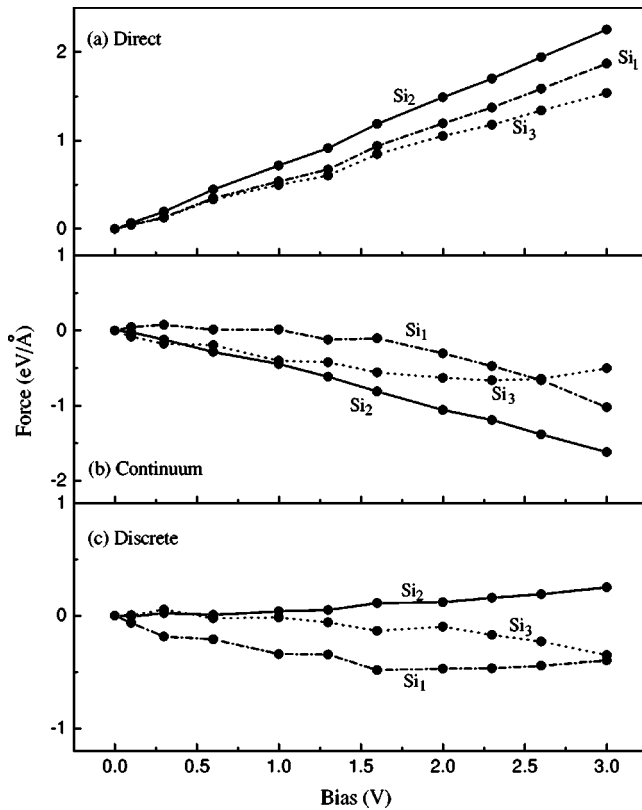 (a) Direct
2
1
0
Si₁
Si₂
Si₃
1
0
-1
-2
Si₁
Si₃
Si₂
(b) Continuum
Force (eV/Å)
1
0
-1
(c) Discrete
Si₂
Si₃
Si₁
0.0 0.5 1.0 1.5 2.0 2.5 3.0
Bias (V)